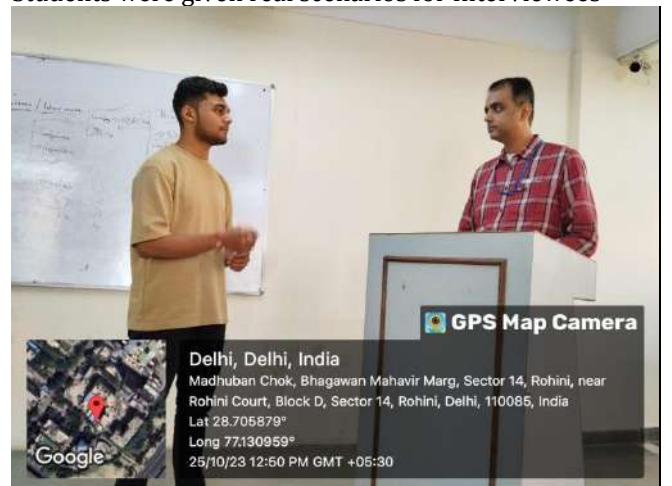 Students were given real scenarios for interviewees
GPS Map Camera
Delhi, Delhi, India
Madhuban Chok, Bhagawan Mahavir Marg, Sector 14, Rohini, near
Rohini Court, Block D, Sector 14, Rohini, Delhi, 110085, India
Lat 28.705879°
Long 77.130959°
25/10/23 12:50 PM GMT +05:30
Google